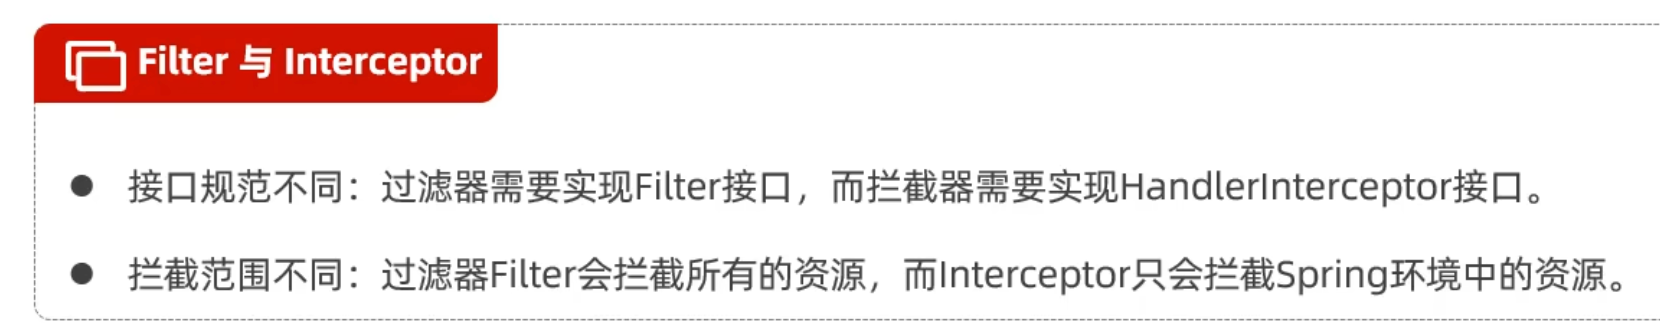 Filter 与 Interceptor
● 接口规范不同：过滤器需要实现Filter接口，而拦截器需要实现HandlerInterceptor接口。
● 拦截范围不同：过滤器Filter会拦截所有的资源，而Interceptor只会拦截Spring环境中的资源。